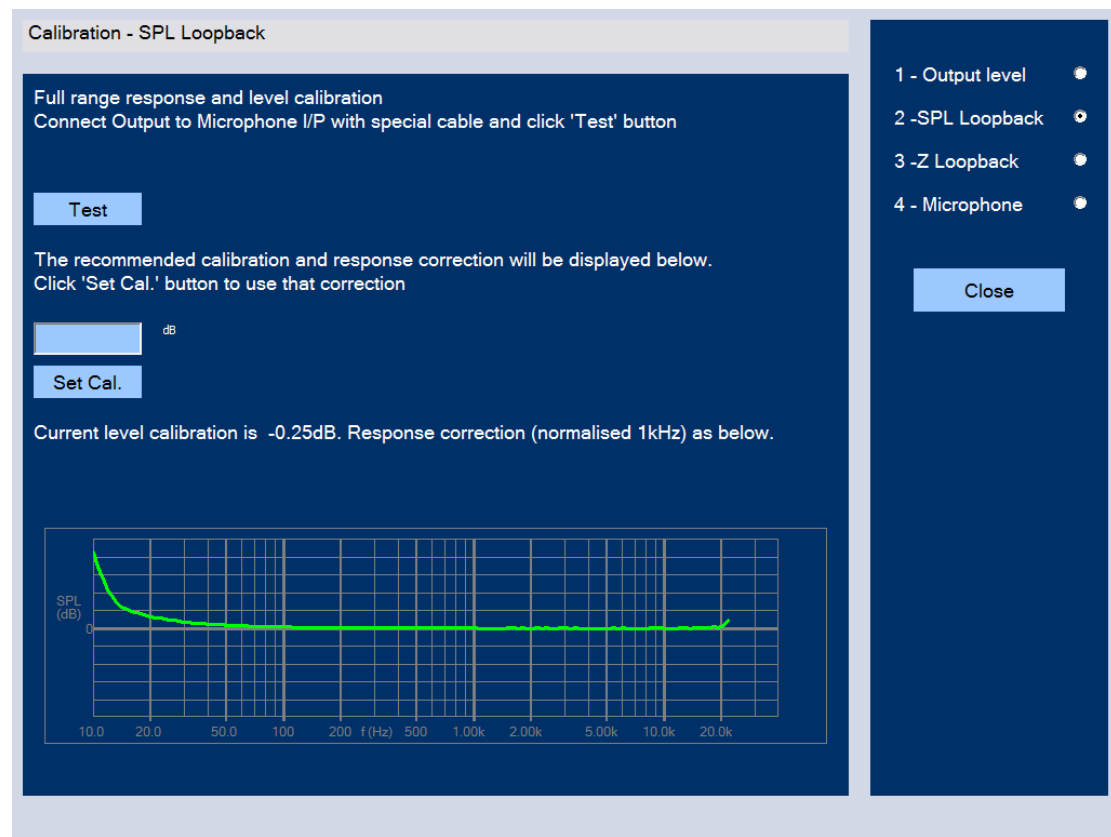 Calibration - SPL Loopback
Full range response and level calibration
Connect Output to Microphone I/P with special cable and click 'Test' button
Test
The recommended calibration and response correction will be displayed below.
Click 'Set Cal.' button to use that correction
dB
Set Cal.
Current level calibration is -0.25dB. Response correction (normalised 1kHz) as below.
SPL
(dB)
0
10.0 20.0 50.0 100 200 f (Hz) 500 1.00k 2.00k 5.00k 10.0k 20.0k
1 - Output level
2 -SPL Loopback
3 -Z Loopback
4 - Microphone
Close